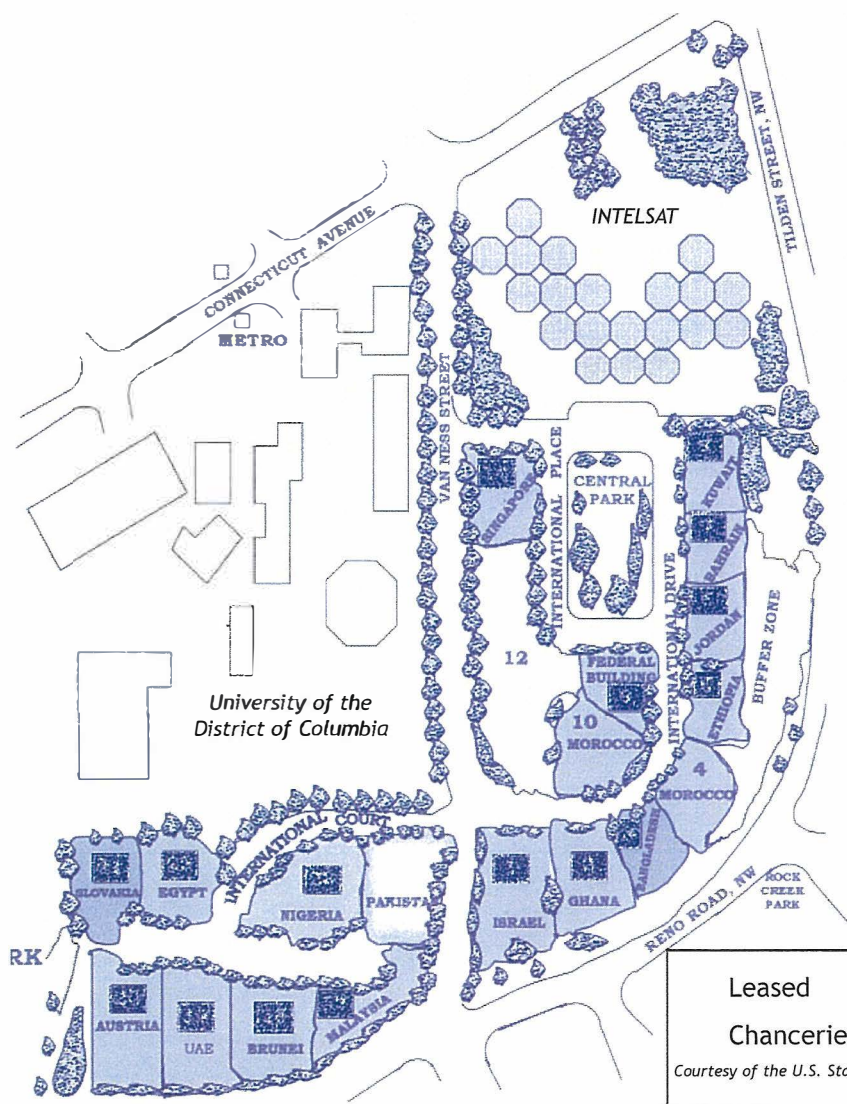 TILDEN STREET, NW
INTELSAT
CONNECTICUT AVENUE
METRO
VAN NESS STREET
INTERNATIONAL PLACE
CENTRAL
PARK
SINGAPORE
KUWAIT
BAHRAIN
JORDAN
ETHIOPIA
BUFFER ZONE
INTERNATIONAL DRIVE
12
FEDERAL
BUILDING
10
MOROCCO
4
MOROCCO
University of the
District of Columbia
INTERNATIONAL COURT
SLOVAKIA
EGYPT
NIGERIA
PAKISTA
ISRAEL
GHANA
BANGLADESH
RENO ROAD, NW
ROCK
CREEK
PARK
RK
AUSTRIA
UAE
BRUNEI
MALAYSIA
Leased
Chancerie
Courtesy of the U.S. Sta